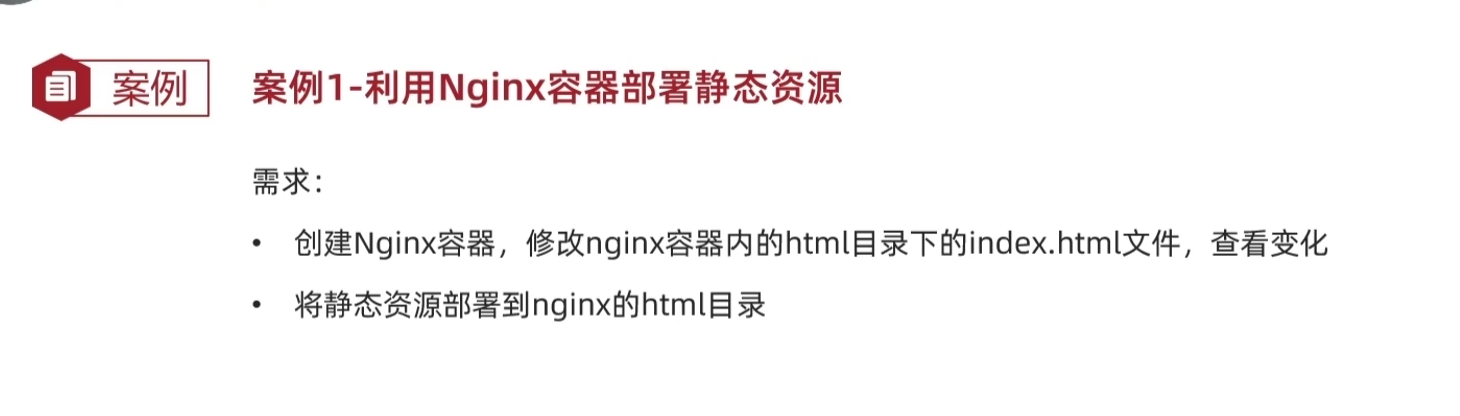 案例 案例1-利用Nginx容器部署静态资源
需求：
• 创建Nginx容器，修改nginx容器内的html目录下的index.html文件，查看变化
• 将静态资源部署到nginx的html目录